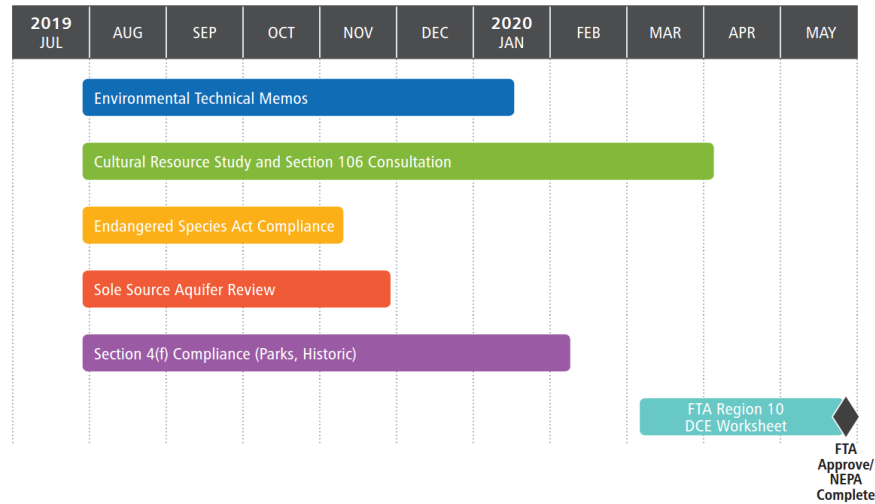 2019
JUL
AUG
SEP
OCT
NOV
DEC
2020
JAN
FEB
MAR
APR
MAY
Environmental Technical Memos
Cultural Resource Study and Section 106 Consultation
Endangered Species Act Compliance
Sole Source Aquifer Review
Section 4(f) Compliance (Parks, Historic)
FTA Region 10
DCE Worksheet
FTA
Approve/
NEPA
Complete